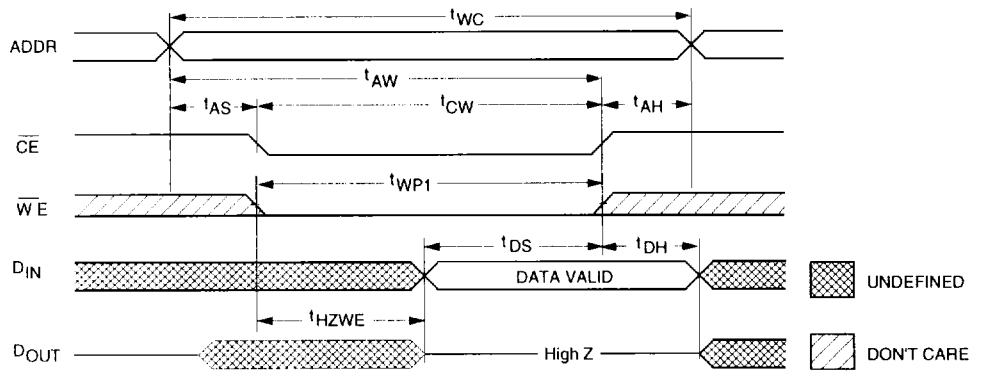 tWC
ADDR
tAW
tAS
tCW
tAH
CE
tWP1
WE
tDS
tDH
DIN
DATA VALID
UNDEFINED
tHZWE
DOUT
High Z
DON'T CARE